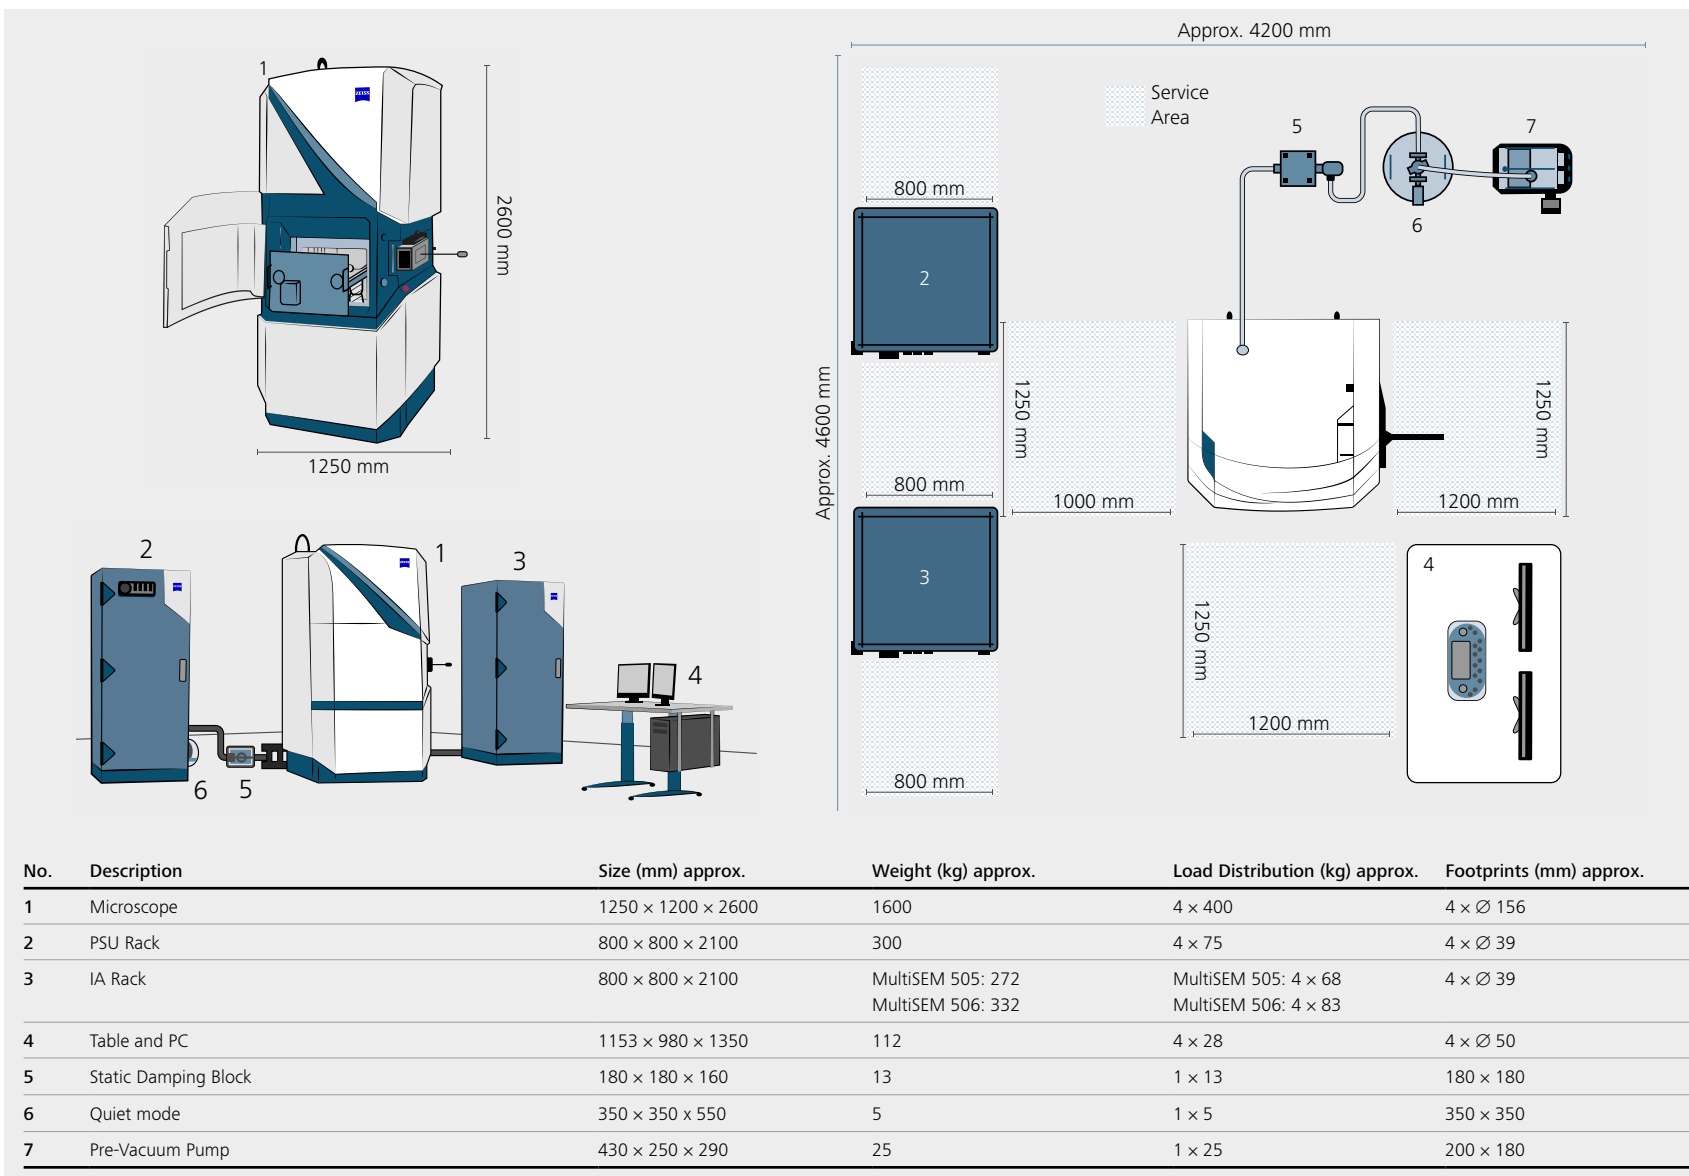 1
ZEISS
2600 mm
1250 mm
2
1
3
ZEISS
ZEISS
ZEISS
4
6
5
Approx. 4200 mm
Approx. 4600 mm
Service
Area
5
7
6
800 mm
2
1250 mm
1250 mm
800 mm
1000 mm
1200 mm
3
4
1250 mm
1200 mm
800 mm
No. Description Size (mm) approx. Weight (kg) approx. Load Distribution (kg) approx. Footprints (mm) approx.
1 Microscope 1250 × 1200 × 2600 1600 4 × 400 4 × ∅ 156
2 PSU Rack 800 × 800 × 2100 300 4 × 75 4 × ∅ 39
3 IA Rack 800 × 800 × 2100 MultiSEM 505: 272 MultiSEM 505: 4 × 68 4 × ∅ 39
MultiSEM 506: 332 MultiSEM 506: 4 × 83
4 Table and PC 1153 × 980 × 1350 112 4 × 28 4 × ∅ 50
5 Static Damping Block 180 × 180 × 160 13 1 × 13 180 × 180
6 Quiet mode 350 × 350 x 550 5 1 × 5 350 × 350
7 Pre-Vacuum Pump 430 × 250 × 290 25 1 × 25 200 × 180